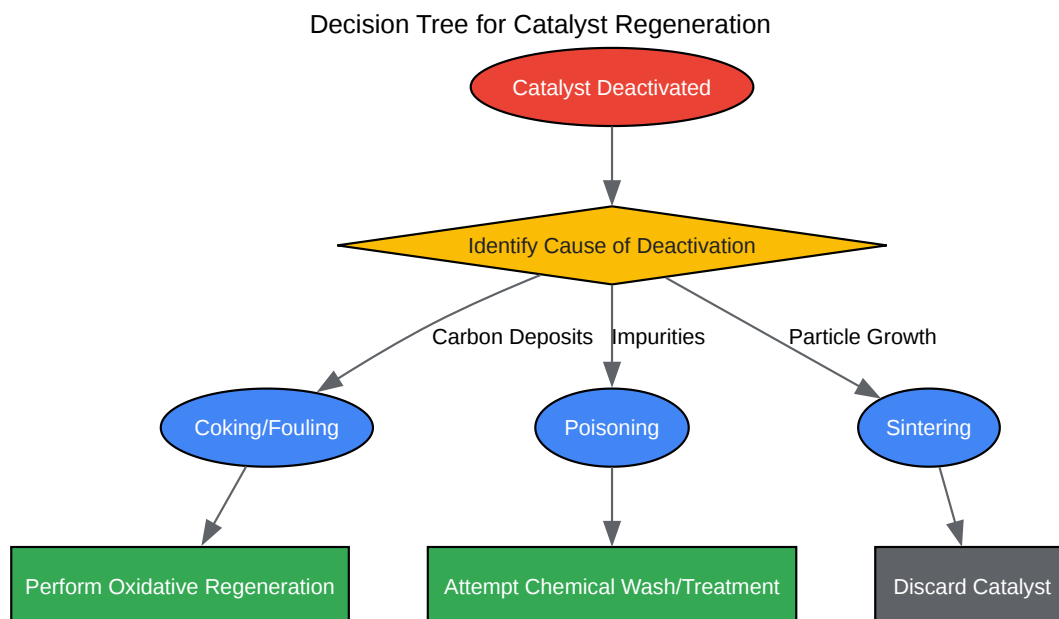 Decision Tree for Catalyst Regeneration
Catalyst Deactivated
Identify Cause of Deactivation
Carbon Deposits
Impurities
Particle Growth
Coking/Fouling
Poisoning
Sintering
Perform Oxidative Regeneration
Attempt Chemical Wash/Treatment
Discard Catalyst